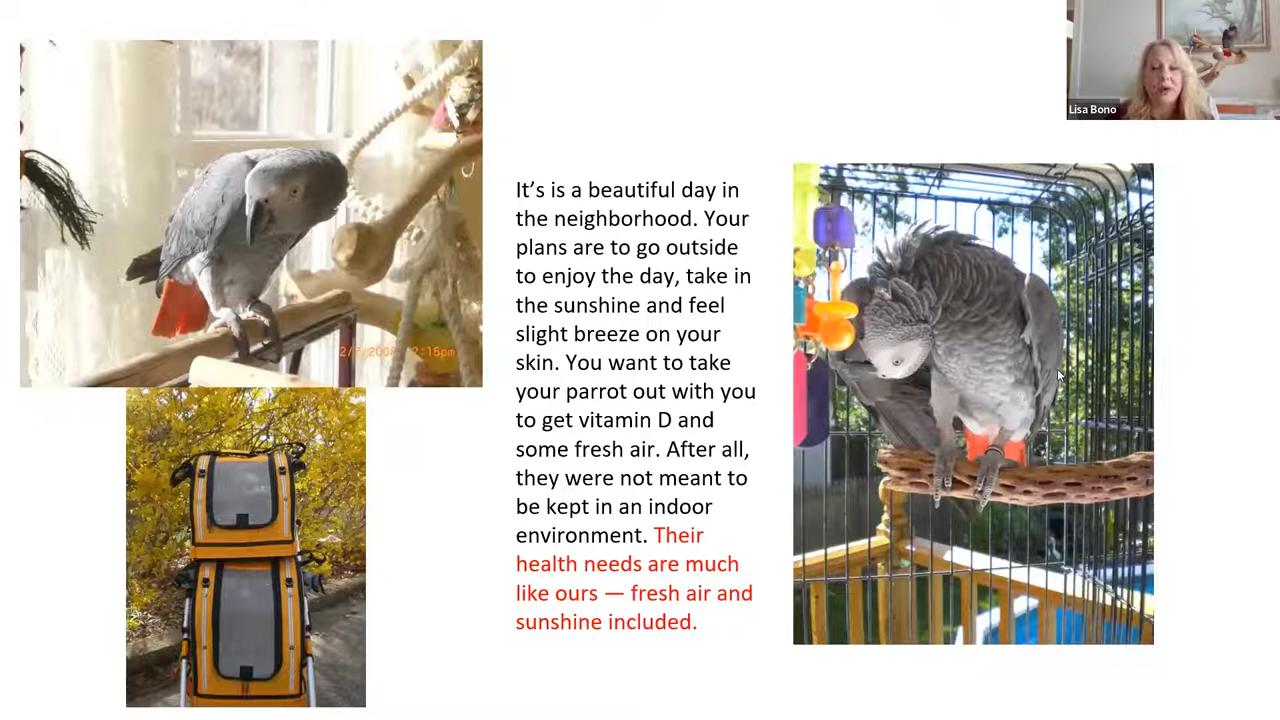 Lisa Bono
It’s is a beautiful day in
the neighborhood. Your
plans are to go outside
to enjoy the day, take in
the sunshine and feel
slight breeze on your
skin. You want to take
your parrot out with you
to get vitamin D and
some fresh air. After all,
they were not meant to
be kept in an indoor
environment. Their
health needs are much
like ours — fresh air and
sunshine included.